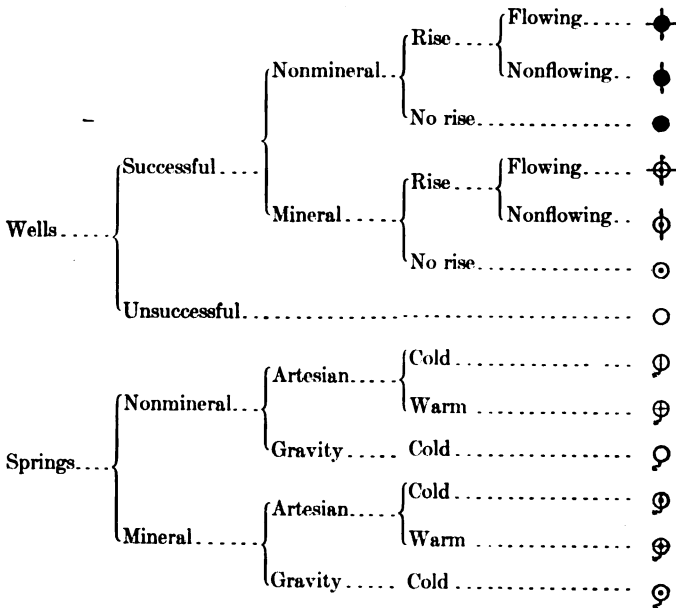 Flowing
Rise
Nonmineral
Nonflowing
No rise
Successful
Flowing
Rise
Mineral
Nonflowing
Wells
No rise
Unsuccessful
Cold
Artesian
Nonmineral
Warm
Gravity Cold
Springs
Cold
Artesian
Mineral
Warm
Gravity Cold